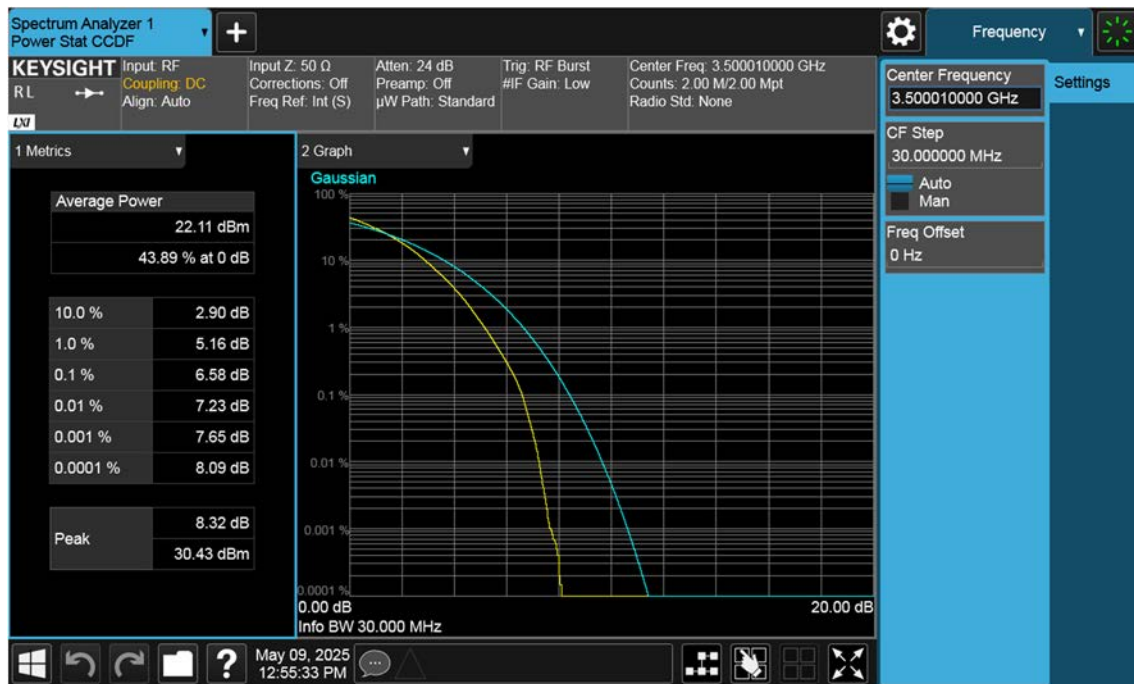 Spectrum Analyzer 1
Power Stat CCDF
+
Frequency
KEYSIGHT
RL
LXI
Input: RF
Coupling: DC
Align: Auto
Input Z: 50 Ω
Corrections: Off
Freq Ref: Int (S)
Atten: 24 dB
Preamp: Off
µW Path: Standard
Trig: RF Burst
#IF Gain: Low
Center Freq: 3.500010000 GHz
Counts: 2.00 M/2.00 Mpt
Radio Std: None
Center Frequency
3.500010000 GHz
Settings
CF Step
30.000000 MHz
Auto
Man
Freq Offset
0 Hz
1 Metrics
Average Power
22.11 dBm
43.89 % at 0 dB
10.0 % 2.90 dB
1.0 % 5.16 dB
0.1 % 6.58 dB
0.01 % 7.23 dB
0.001 % 7.65 dB
0.0001 % 8.09 dB
Peak
8.32 dB
30.43 dBm
2 Graph
Gaussian
100 %
10 %
1 %
0.1 %
0.01 %
0.001 %
0.0001 %
0.00 dB 20.00 dB
Info BW 30.000 MHz
?
May 09, 2025
12:55:33 PM